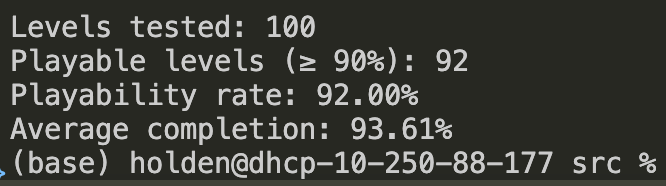 Levels tested: 100
Playable levels (≥ 90%): 92
Playability rate: 92.00%
Average completion: 93.61%
(base) holden@dhcp-10-250-88-177 src %